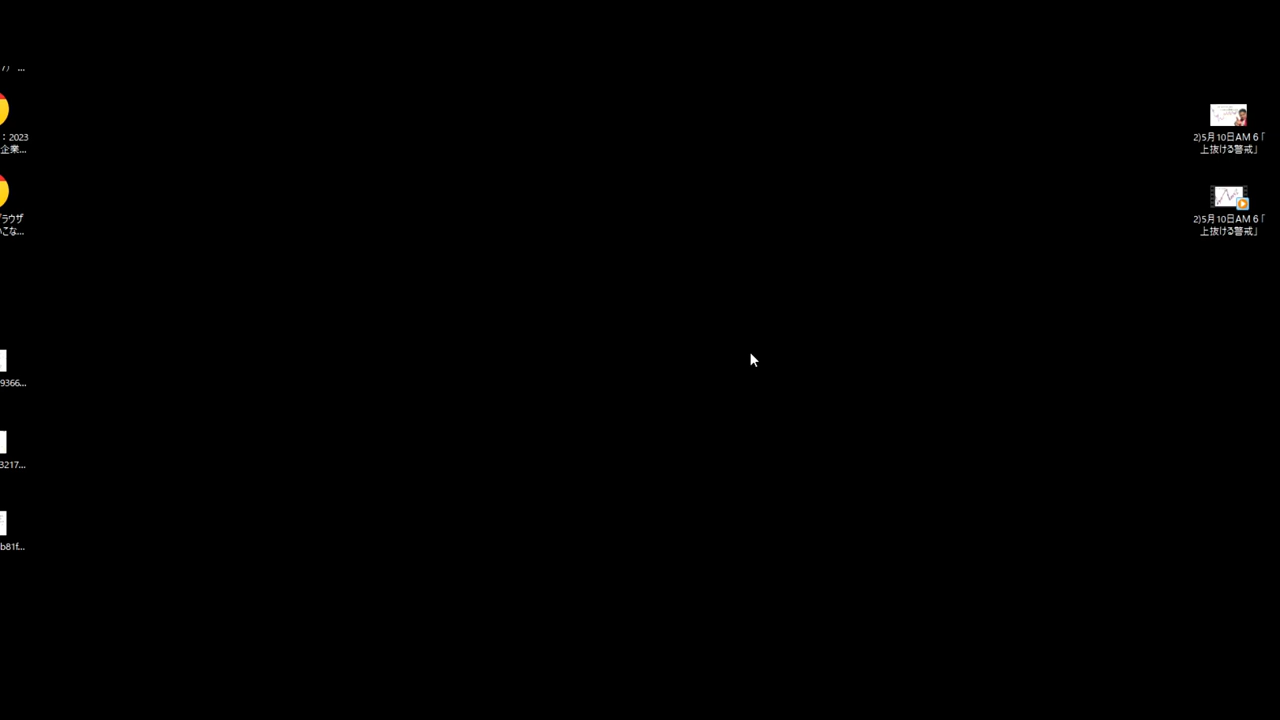 ：2023
企業...
ブラウザ
いこな...
9366...
3217...
b81f...
2)5月10日AM 6「
上抜ける警戒」
2)5月10日AM 6「
上抜ける警戒」